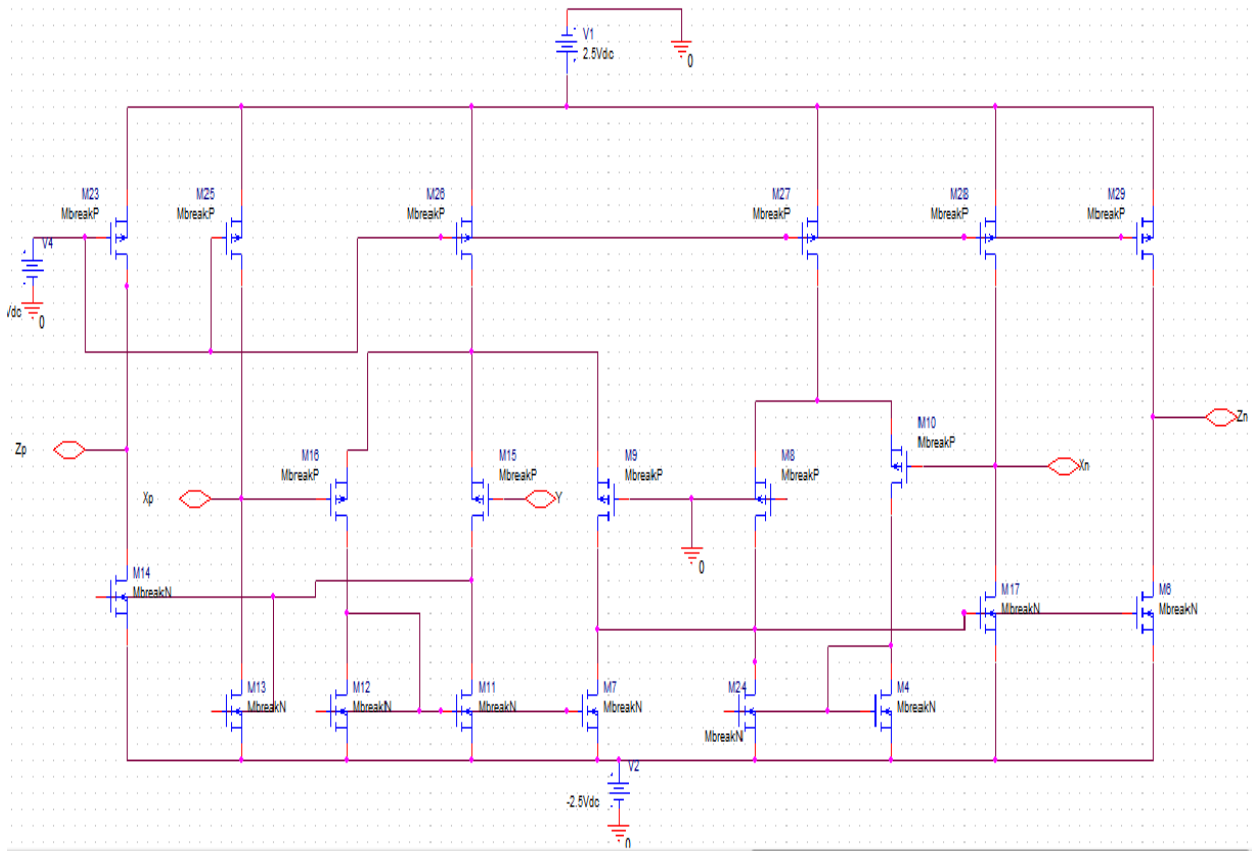 V1
2.5Vdc
0
M23
MbreakP
M25
MbreakP
M26
MbreakP
M27
MbreakP
M28
MbreakP
M29
MbreakP
V4
Vdc
0
Zp
Xp
M16
MbreakP
M15
MbreakP
Y
M9
MbreakP
0
M8
MbreakP
M10
MbreakP
Xn
Zn
M14
MbreakN
M17
MbreakN
M6
MbreakN
M13
MbreakN
M12
MbreakN
M11
MbreakN
M7
MbreakN
M24
MbreakN
M4
MbreakN
V2
-2.5Vdc
0